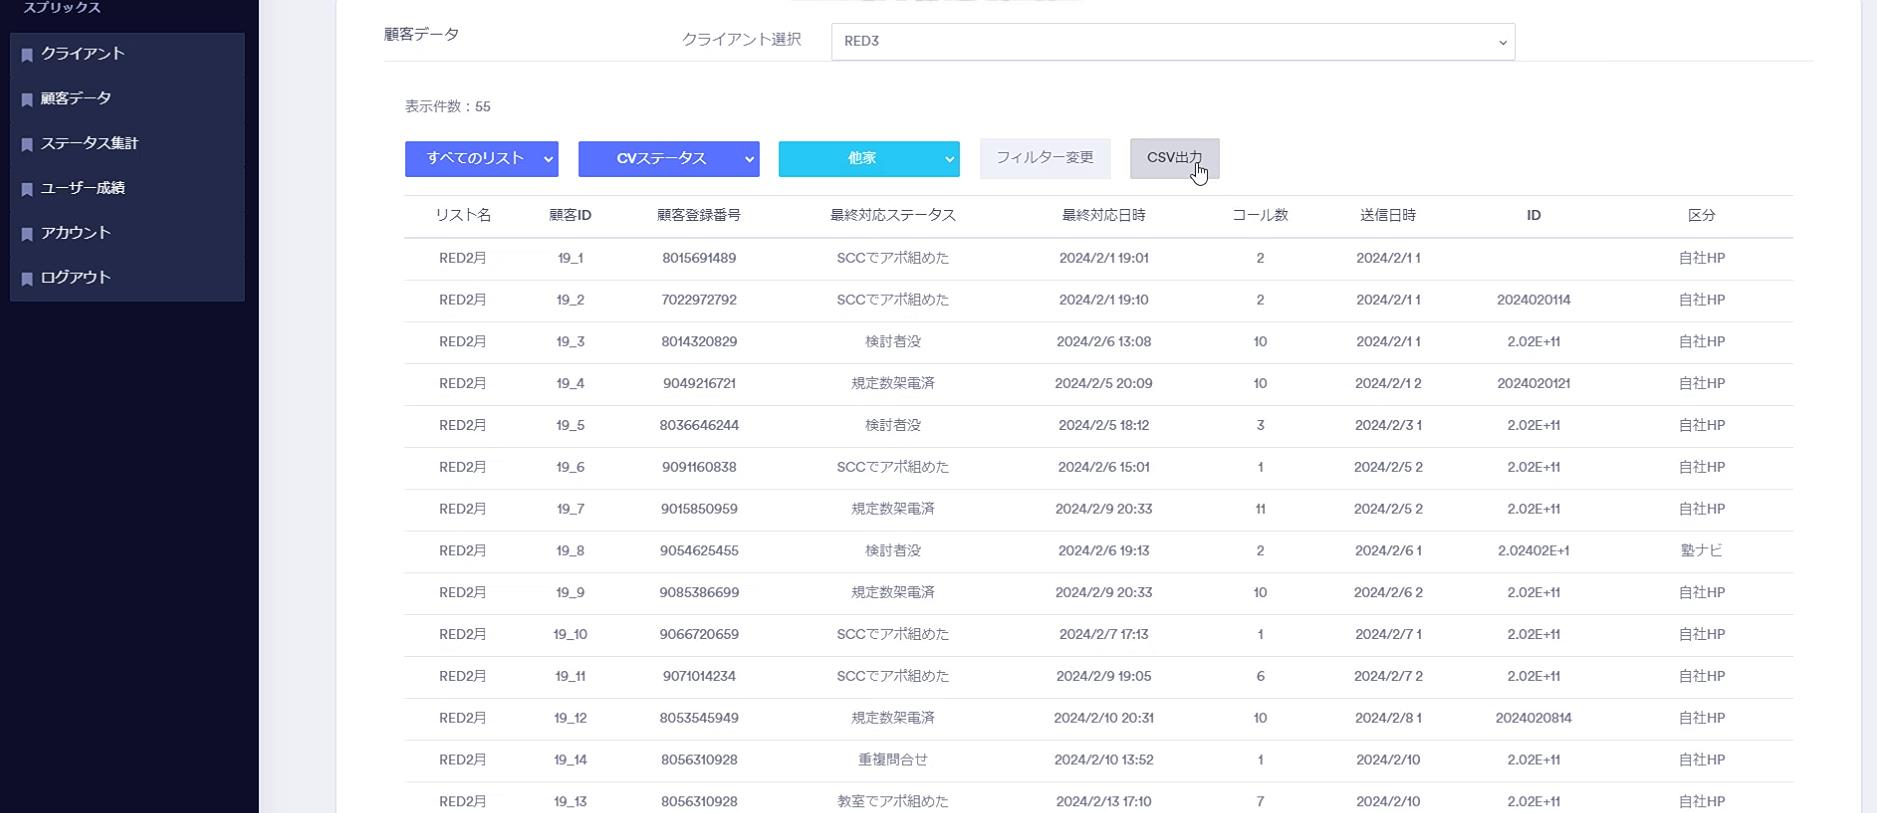 スプリックス
クライアント
顧客データ
ステータス集計
ユーザー成績
アカウント
ログアウト
顧客データ クライアント選択 RED3
表示件数：55
すべてのリスト CVステータス 他家 フィルター変更 CSV出力
リスト名 顧客ID 顧客登録番号 最終対応ステータス 最終対応日時 コール数 送信日時 ID 区分
RED2月 19_1 8015691489 SCCでアポ組めた 2024/2/1 19:01 2 2024/2/1 1 自社HP
RED2月 19_2 7022972792 SCCでアポ組めた 2024/2/1 19:10 2 2024/2/1 1 2024020114 自社HP
RED2月 19_3 8014320829 検討者没 2024/2/6 13:08 10 2024/2/1 1 2.02E+11 自社HP
RED2月 19_4 9049216721 規定数架電済 2024/2/5 20:09 10 2024/2/1 2 2024020121 自社HP
RED2月 19_5 8036646244 検討者没 2024/2/5 18:12 3 2024/2/3 1 2.02E+11 自社HP
RED2月 19_6 9091160838 SCCでアポ組めた 2024/2/6 15:01 1 2024/2/5 2 2.02E+11 自社HP
RED2月 19_7 9015850959 規定数架電済 2024/2/9 20:33 11 2024/2/5 2 2.02E+11 自社HP
RED2月 19_8 9054625455 検討者没 2024/2/6 19:13 2 2024/2/6 1 2.02402E+1 塾ナビ
RED2月 19_9 9085386699 規定数架電済 2024/2/9 20:33 10 2024/2/6 2 2.02E+11 自社HP
RED2月 19_10 9066720659 SCCでアポ組めた 2024/2/7 17:13 1 2024/2/7 1 2.02E+11 自社HP
RED2月 19_11 9071014234 SCCでアポ組めた 2024/2/9 19:05 6 2024/2/7 2 2.02E+11 自社HP
RED2月 19_12 8053545949 規定数架電済 2024/2/10 20:31 10 2024/2/8 1 2024020814 自社HP
RED2月 19_14 8056310928 重複問合せ 2024/2/10 13:52 1 2024/2/10 2.02E+11 自社HP
RED2月 19_13 8056310928 教室でアポ組めた 2024/2/13 17:10 7 2024/2/10 2.02E+11 自社HP